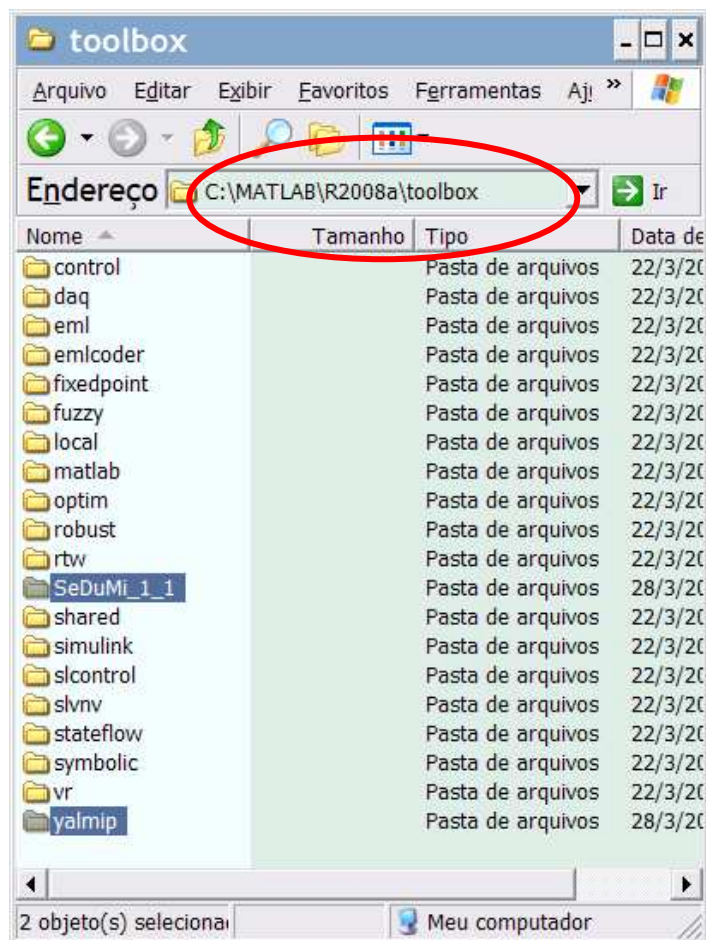 toolbox
Arquivo Editar Exibir Favoritos Ferramentas Aju »
Endereço C:\MATLAB\R2008a\toolbox Ir
Nome Tamanho Tipo Data de
control Pasta de arquivos 22/3/20
daq Pasta de arquivos 22/3/20
eml Pasta de arquivos 22/3/20
emlcoder Pasta de arquivos 22/3/20
fixedpoint Pasta de arquivos 22/3/20
fuzzy Pasta de arquivos 22/3/20
local Pasta de arquivos 22/3/20
matlab Pasta de arquivos 22/3/20
optim Pasta de arquivos 22/3/20
robust Pasta de arquivos 22/3/20
rtw Pasta de arquivos 22/3/20
SeDuMi_1_1 Pasta de arquivos 28/3/20
shared Pasta de arquivos 22/3/20
simulink Pasta de arquivos 22/3/20
slcontrol Pasta de arquivos 22/3/20
slvnv Pasta de arquivos 22/3/20
stateflow Pasta de arquivos 22/3/20
symbolic Pasta de arquivos 22/3/20
vr Pasta de arquivos 22/3/20
yalmip Pasta de arquivos 28/3/20
2 objeto(s) seleciona Meu computador